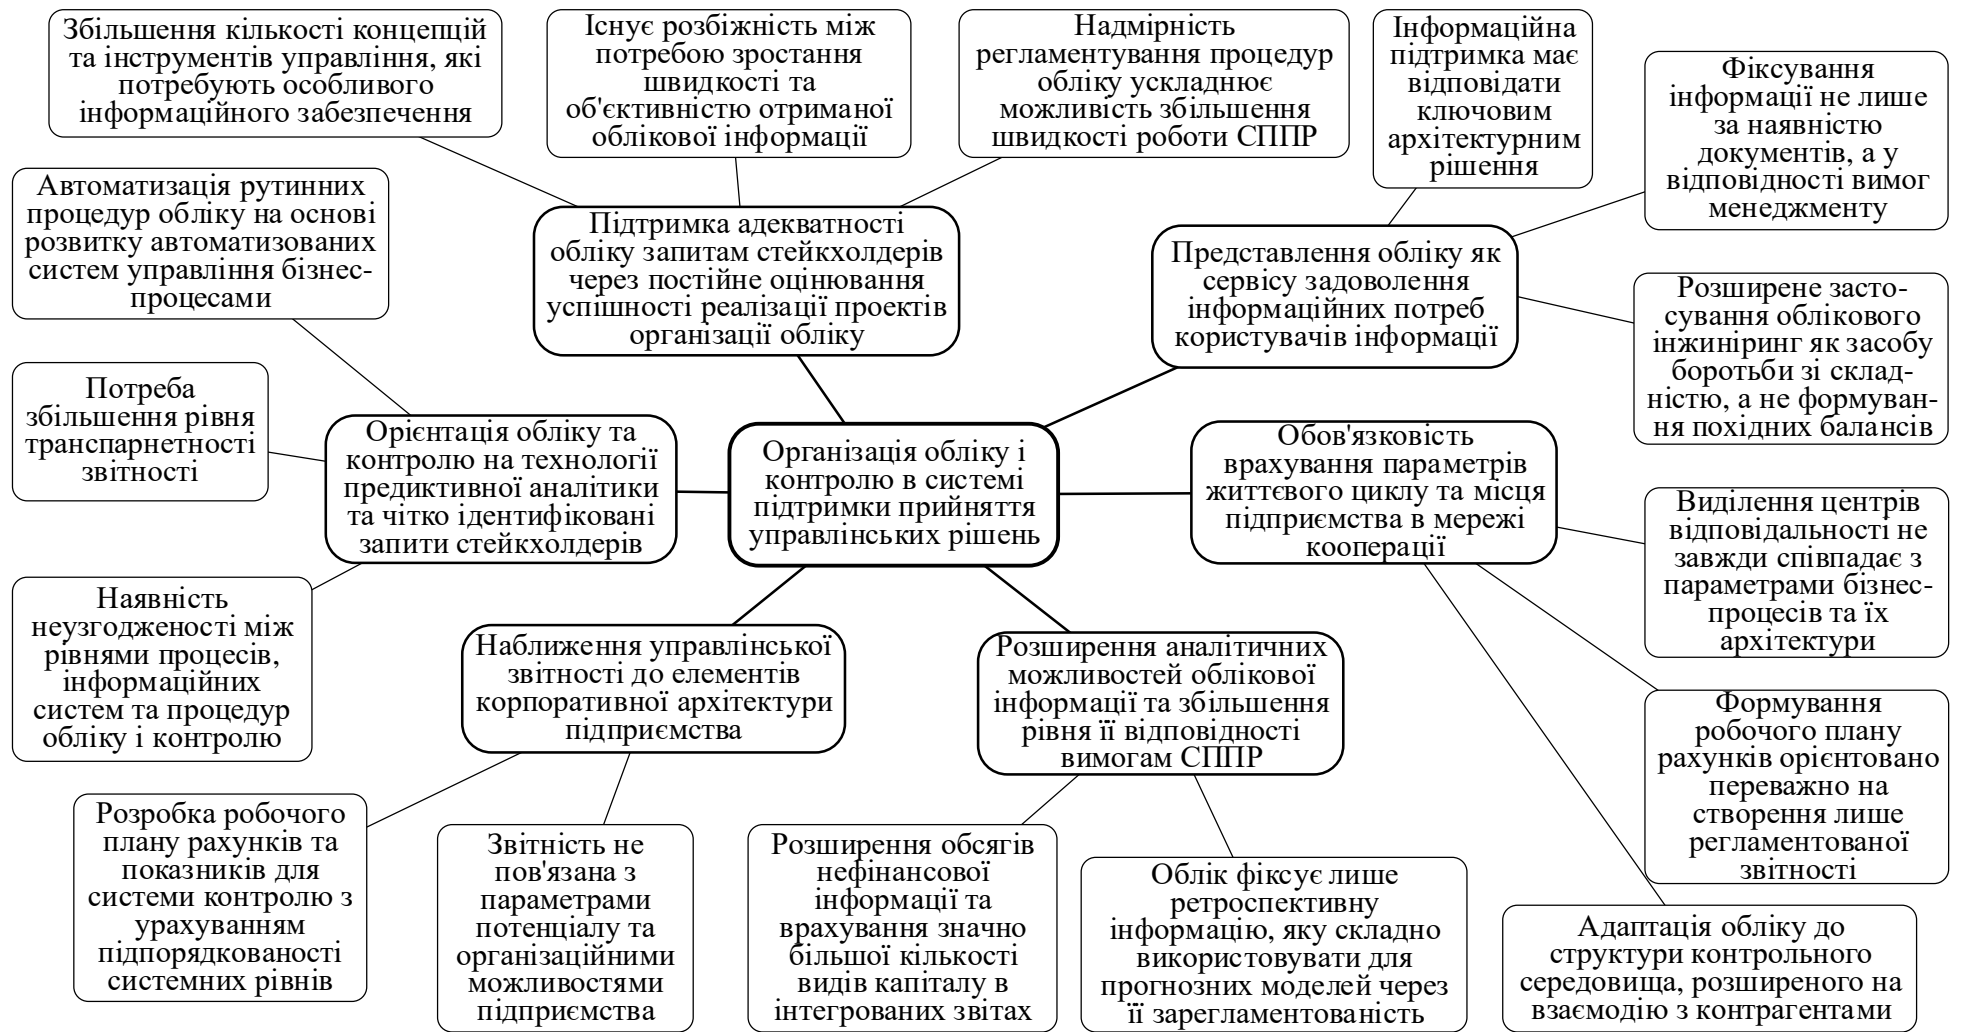 Збільшення кількості концепцій
та інструментів управління, які
потребують особливого
інформаційного забезпечення
Існує розбіжність між
потребою зростання
швидкості та
об'єктивністю отриманої
облікової інформації
Надмірність
регламентування процедур
обліку ускладнює
можливість збільшення
швидкості роботи СППР
Інформаційна
підтримка має
відповідати
ключовим
архітектурним
рішення
Фіксування
інформації не лише
за наявністю
документів, а у
відповідності вимог
менеджменту
Автоматизація рутинних
процедур обліку на основі
розвитку автоматизованих
систем управління бізнес-
процесами
Підтримка адекватності
обліку запитам стейкхолдерів
через постійне оцінювання
успішності реалізації проектів
організації обліку
Представлення обліку як
сервісу задоволення
інформаційних потреб
користувачів інформації
Розширене засто-
сування облікового
інжиніринг як засобу
боротьби зі склад-
ністю, а не формуван-
ня похідних балансів
Потреба
збільшення рівня
транспарнетності
звітності
Орієнтація обліку та
контролю на технології
предиктивної аналітики
та чітко ідентифіковані
запити стейкхолдерів
Організація обліку і
контролю в системі
підтримки прийняття
управлінських рішень
Обов'язковість
врахування параметрів
життєвого циклу та місця
підприємства в мережі
кооперації
Виділення центрів
відповідальності не
завжди співпадає з
параметрами бізнес-
процесів та їх
архітектури
Наявність
неузгодженості між
рівнями процесів,
інформаційних
систем та процедур
обліку і контролю
Наближення управлінської
звітності до елементів
корпоративної архітектури
підприємства
Розширення аналітичних
можливостей облікової
інформації та збільшення
рівня її відповідності
вимогам СППР
Формування
робочого плану
рахунків орієнтовано
переважно на
створення лише
регламентованої
звітності
Розробка робочого
плану рахунків та
показників для
системи контролю з
урахуванням
підпорядкованості
системних рівнів
Звітність не
пов'язана з
параметрами
потенціалу та
організаційними
можливостями
підприємства
Розширення обсягів
нефінансової
інформації та
врахування значно
більшої кількості
видів капіталу в
інтегрованих звітах
Облік фіксує лише
ретроспективну
інформацію, яку складно
використовувати для
прогнозних моделей через
її зарегламентованість
Адаптація обліку до
структури контрольного
середовища, розширеного на
взаємодію з контрагентами